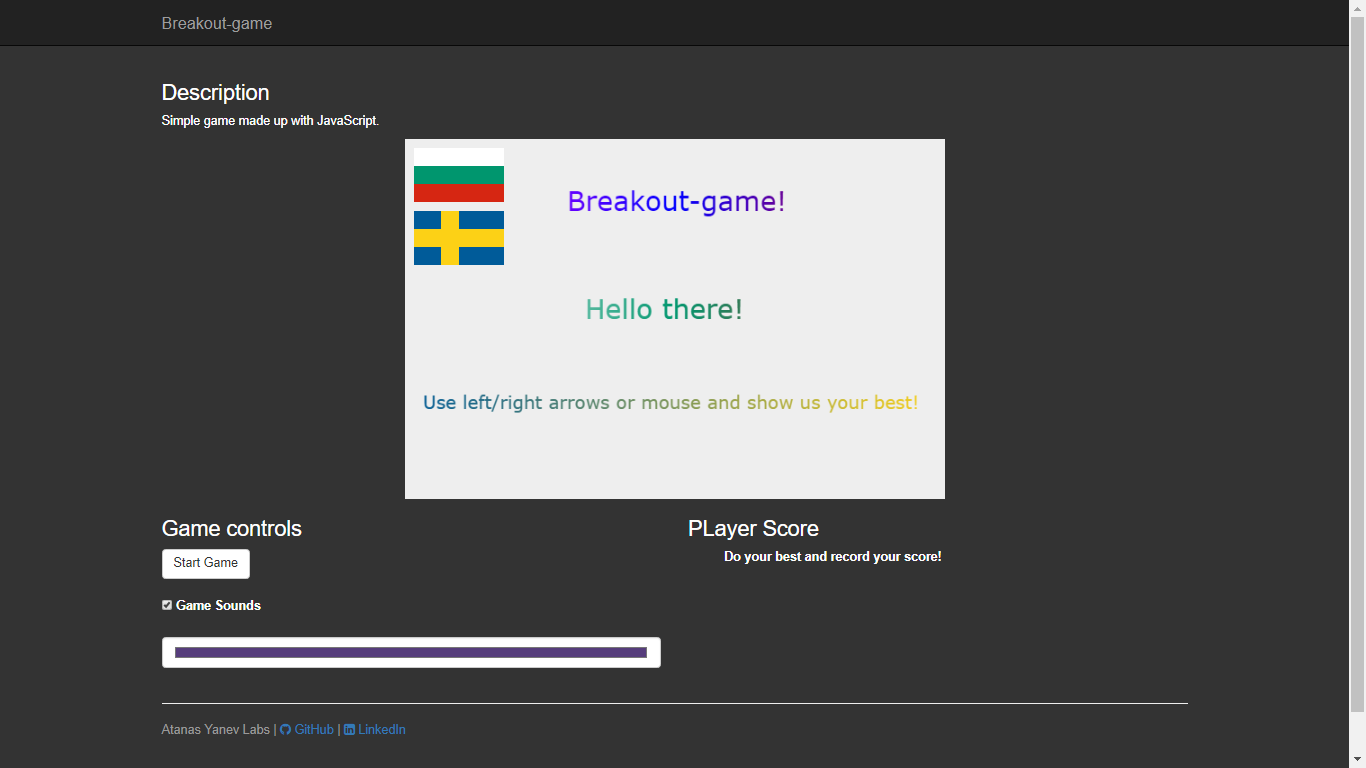 Breakout-game
Description
Simple game made up with JavaScript.
Breakout-game!
Hello there!
Use left/right arrows or mouse and show us your best!
Game controls
Start Game
Game Sounds
PLayer Score
Do your best and record your score!
Atanas Yanev Labs | GitHub | LinkedIn